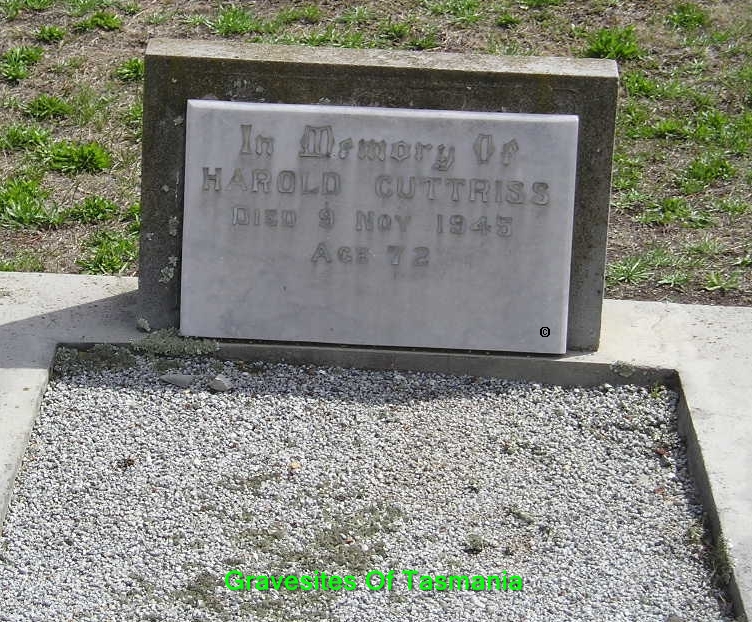 In Memory Of
HAROLD CUTTRISS
DIED 9 NOV 1945
AGE 72
©
Gravesites Of Tasmania